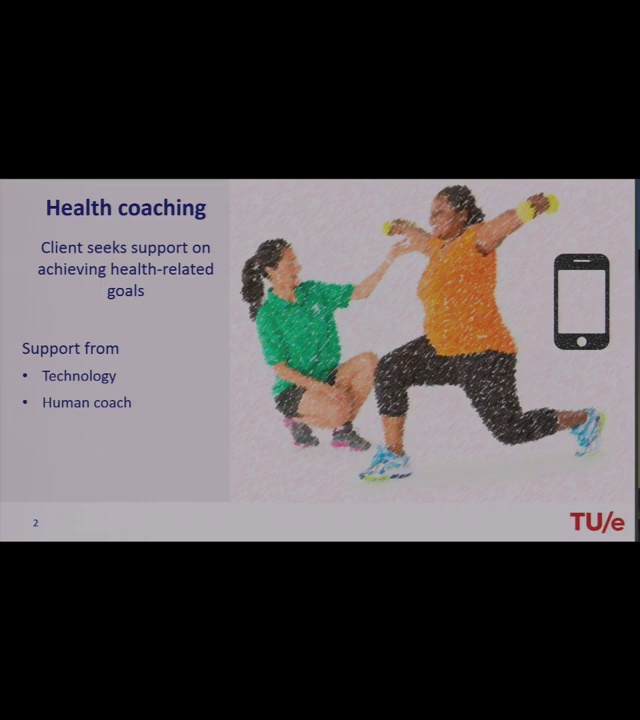 Health coaching
Client seeks support on
achieving health-related
goals
Support from
• Technology
• Human coach
2
TU/e